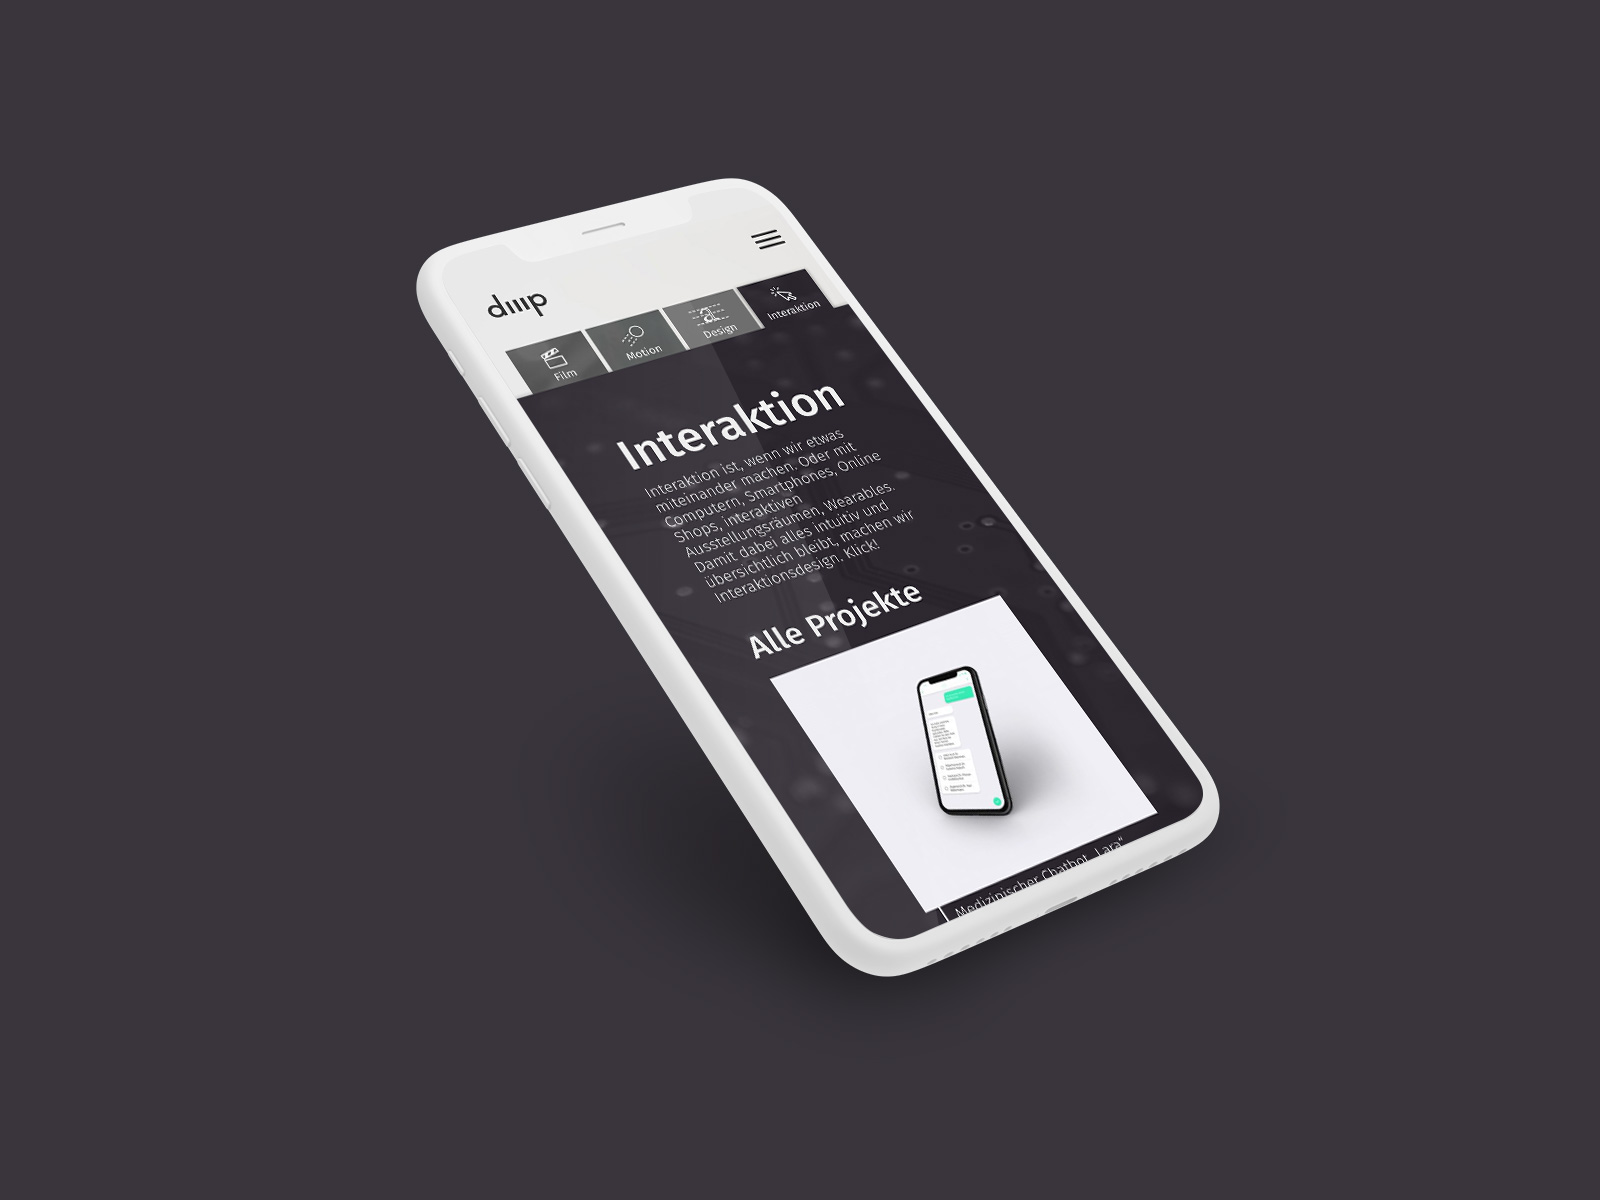 dmp
Film
Motion
Design
Interaktion
Interaktion
Interaktion ist, wenn wir etwas
miteinander machen. Oder mit
Computern, Smartphones, Online
Shops, interaktiven
Ausstellungsräumen, Wearables.
Damit dabei alles intuitiv und
übersichtlich bleibt, machen wir
Interaktionsdesign. Klick!
Alle Projekte
Medizinischer Chatbot „Lara“